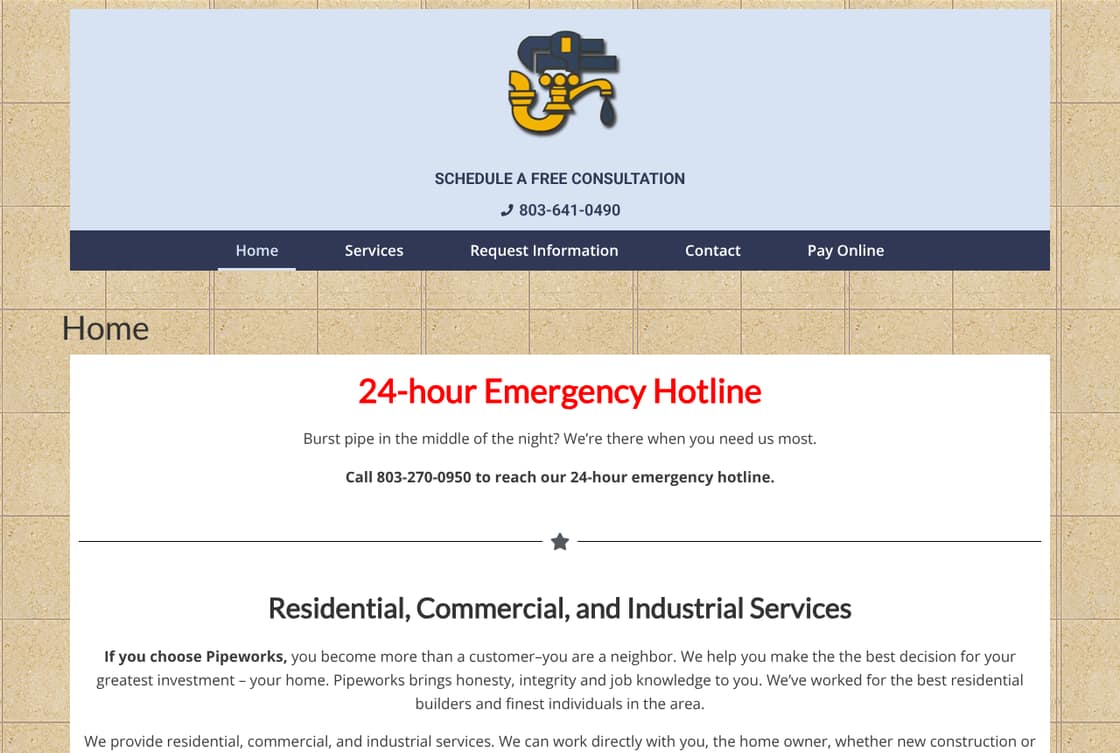 SCHEDULE A FREE CONSULTATION
803-641-0490
Home Services Request Information Contact Pay Online
Home
24-hour Emergency Hotline
Burst pipe in the middle of the night? We’re there when you need us most.
Call 803-270-0950 to reach our 24-hour emergency hotline.
Residential, Commercial, and Industrial Services
If you choose Pipeworks, you become more than a customer–you are a neighbor. We help you make the the best decision for your
greatest investment – your home. Pipeworks brings honesty, integrity and job knowledge to you. We’ve worked for the best residential
builders and finest individuals in the area.
We provide residential, commercial, and industrial services. We can work directly with you, the home owner, whether new construction or